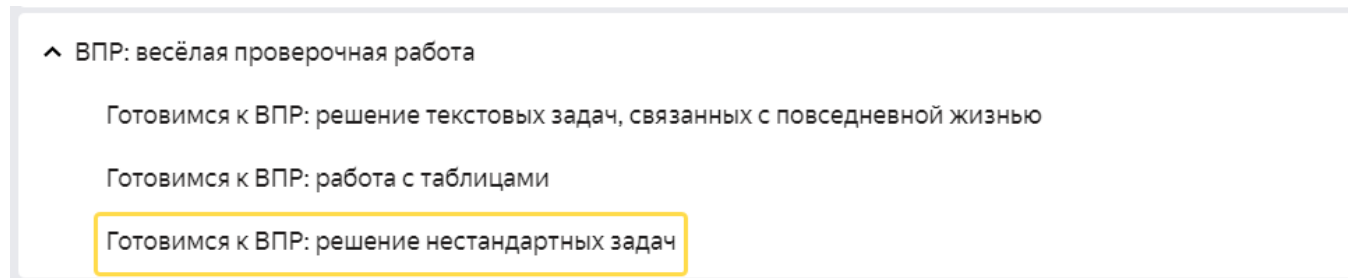 ВПР: весёлая проверочная работа
Готовимся к ВПР: решение текстовых задач, связанных с повседневной жизнью
Готовимся к ВПР: работа с таблицами
Готовимся к ВПР: решение нестандартных задач